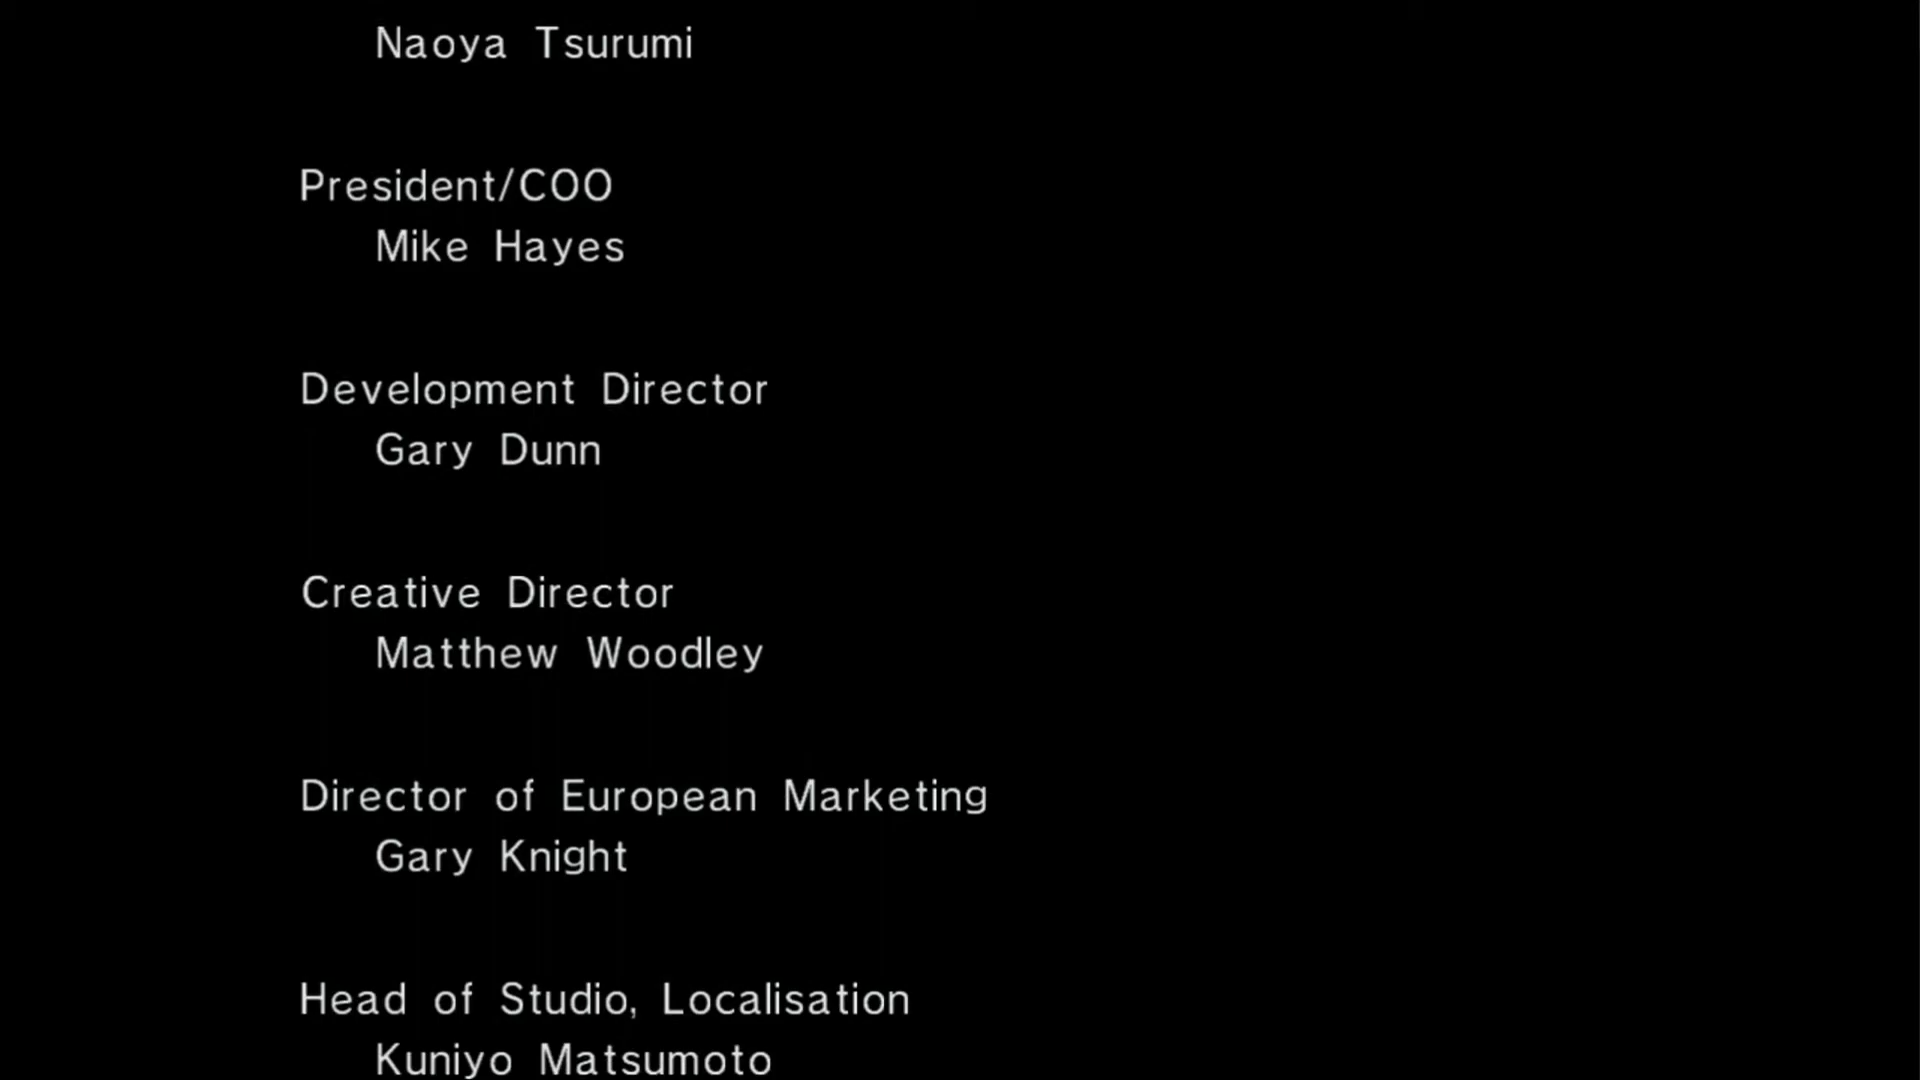 Naoya Tsurumi
President/COO
Mike Hayes
Development Director
Gary Dunn
Creative Director
Matthew Woodley
Director of European Marketing
Gary Knight
Head of Studio, Localisation
Kuniyo Matsumoto